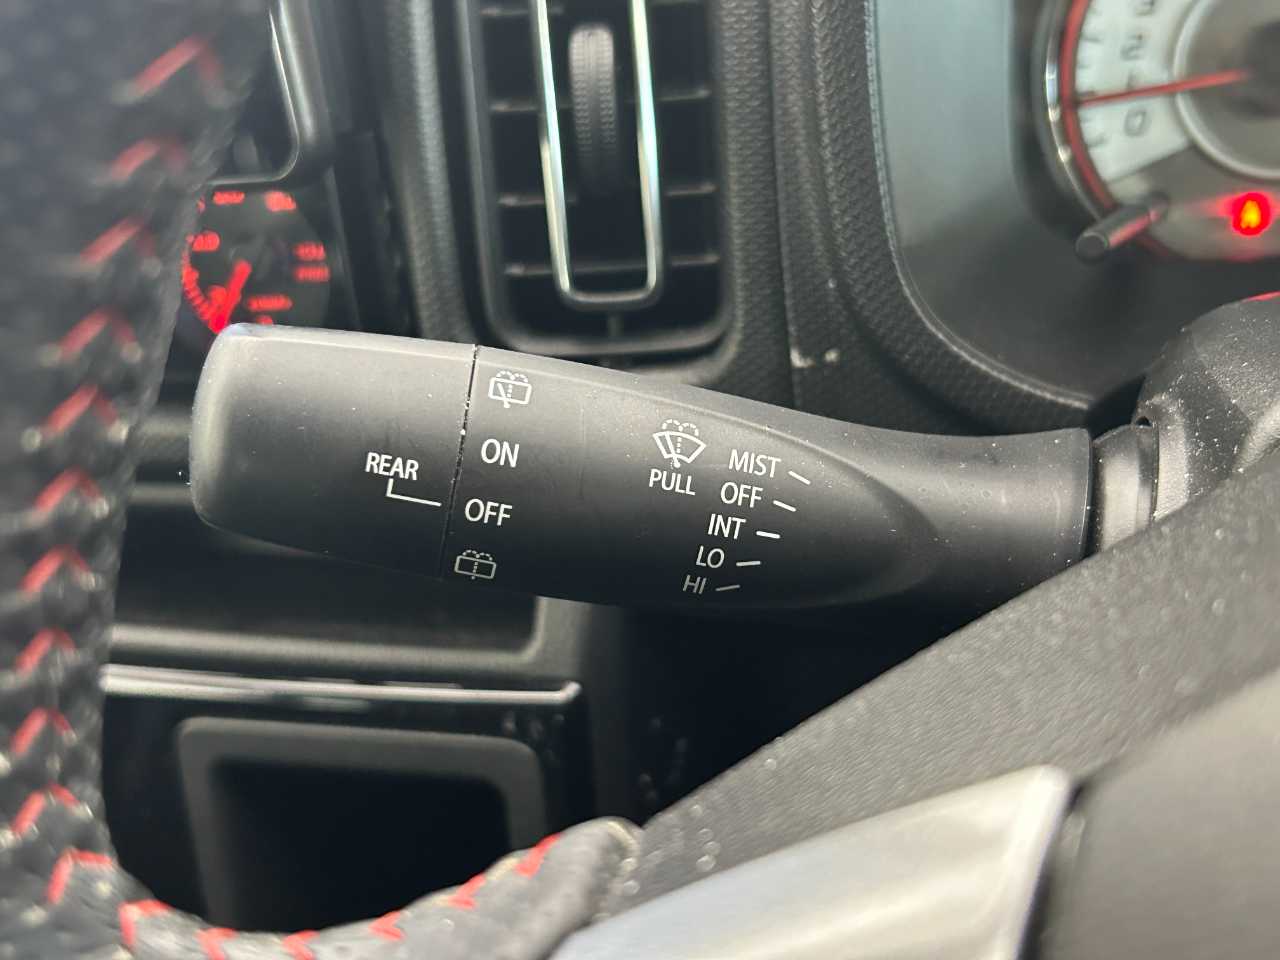 ON
REAR
OFF
PULL
MIST
OFF
INT
LO
HI